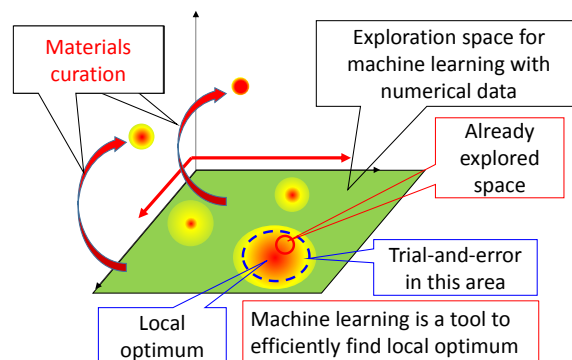 Materials
curation
Exploration space for
machine learning with
numerical data
Already
explored
space
Trial-and-error
in this area
Local
optimum
Machine learning is a tool to
efficiently find local optimum